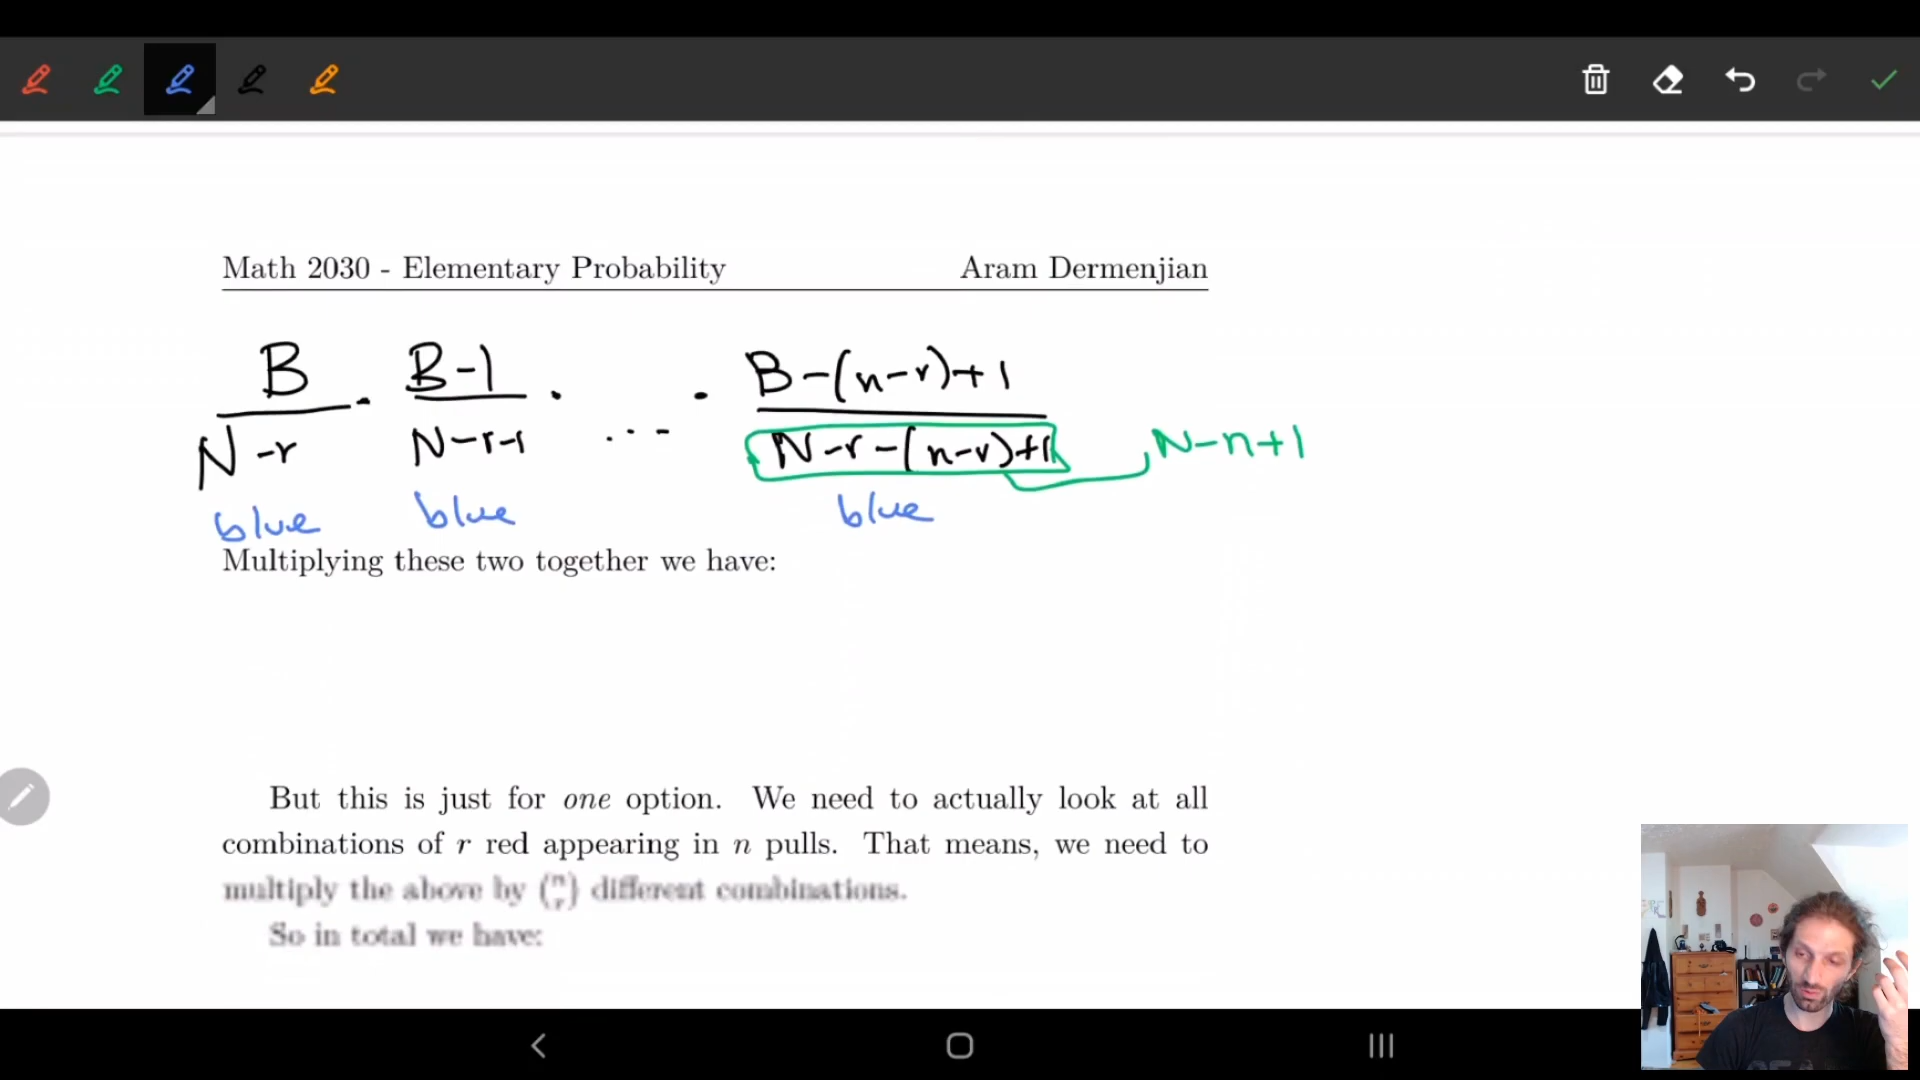 Math 2030 - Elementary Probability Aram Dermenjian
B/N-r · B-1/N-r-1 · ... · B-(n-r)+1/N-r-(n-r)+1 N-n+1
blue blue blue
Multiplying these two together we have:
But this is just for one option. We need to actually look at all
combinations of r red appearing in n pulls. That means, we need to
multiply the above by (n r) different combinations.
So in total we have: